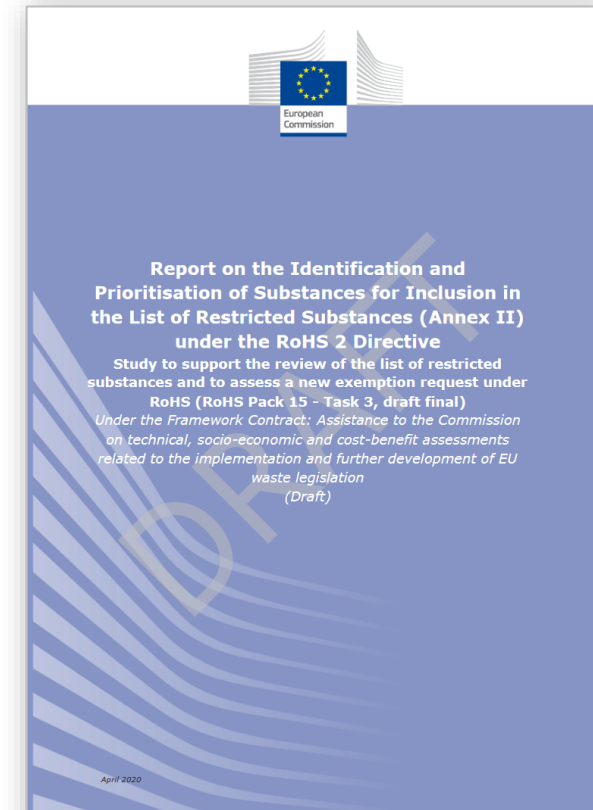 European
Commission
Report on the Identification and
Prioritisation of Substances for Inclusion in
the List of Restricted Substances (Annex II)
under the RoHS 2 Directive
Study to support the review of the list of restricted
substances and to assess a new exemption request under
RoHS (RoHS Pack 15 - Task 3, draft final)
Under the Framework Contract: Assistance to the Commission
on technical, socio-economic and cost-benefit assessments
related to the implementation and further development of EU
waste legislation
(Draft)
DRAFT
April 2020